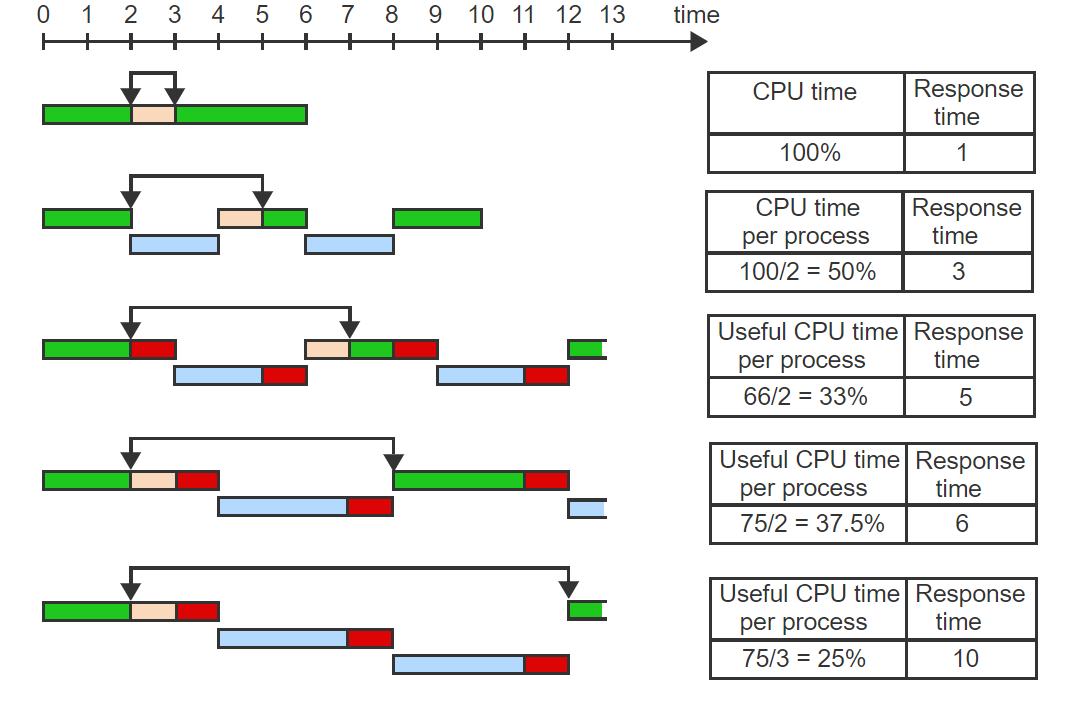 0 1 2 3 4 5 6 7 8 9 10 11 12 13 time
CPU time
Response
time
100%
1
CPU time
per process
Response
time
100/2 = 50%
3
Useful CPU time
per process
Response
time
66/2 = 33%
5
Useful CPU time
per process
Response
time
75/2 = 37.5%
6
Useful CPU time
per process
Response
time
75/3 = 25%
10